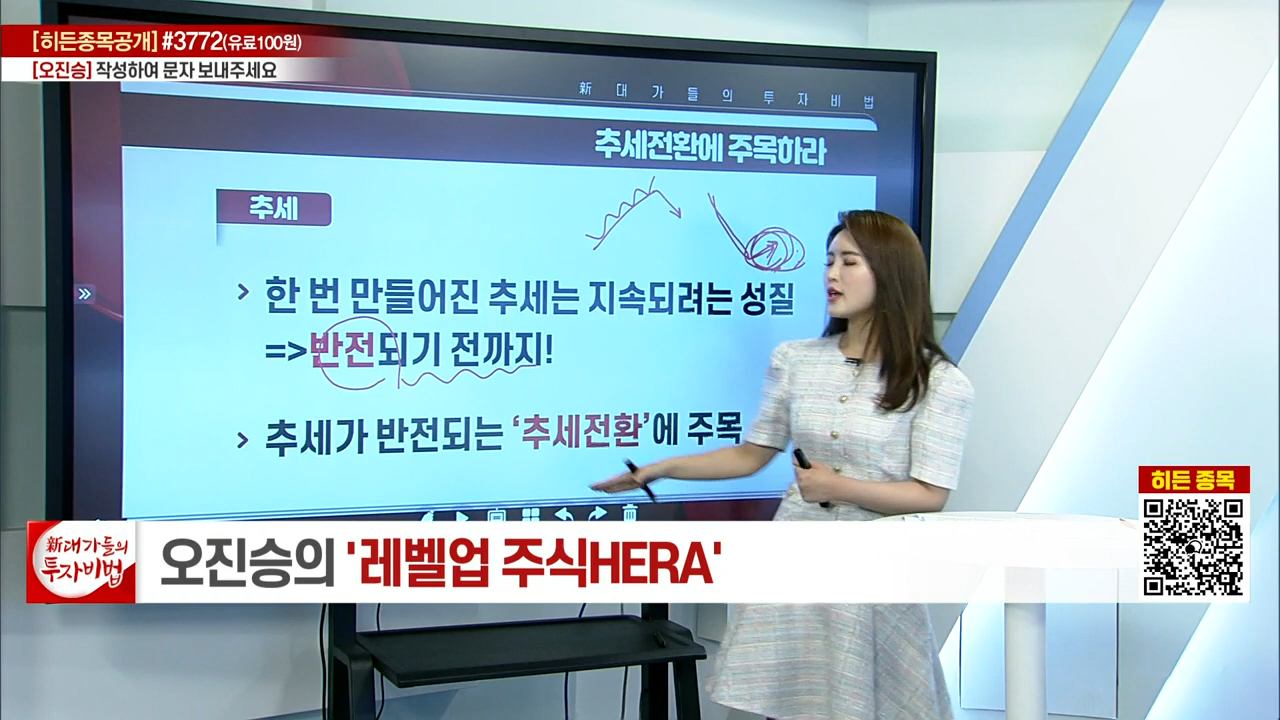 [히든종목공개] #3772(유료100원)
[오진승] 작성하여 문자 보내주세요
新 대 가 들 의 투 자 비 법
추세전환에 주목하라
추세
> 한 번 만들어진 추세는 지속되려는 성질
=>반전되기 전까지!
> 추세가 반전되는 '추세전환'에 주목
히든 종목
新대가들의
투자비법
오진승의 '레벨업 주식HERA'